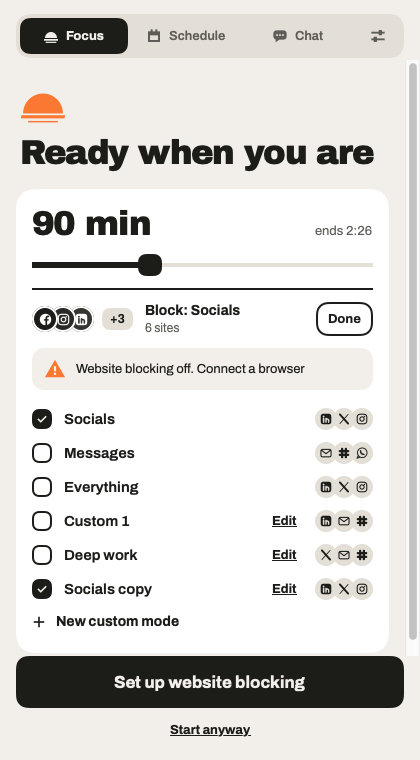 Focus
Schedule
Chat
Ready when you are
90 min
ends 2:26
+3
Block: Socials
6 sites
Done
Website blocking off. Connect a browser
Socials
Messages
Everything
Custom 1 Edit
Deep work Edit
Socials copy Edit
+ New custom mode
Set up website blocking
Start anyway